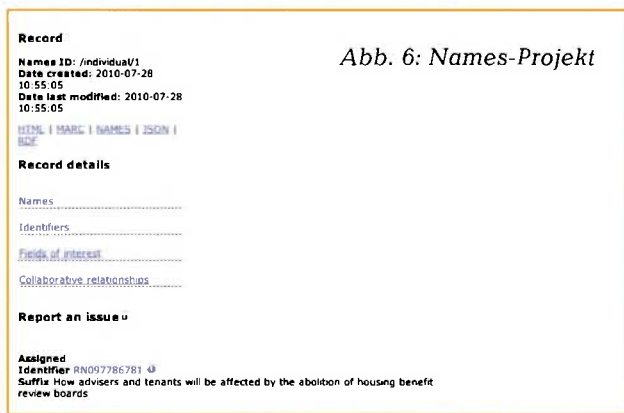 Record
Abb. 6: Names-Projekt
Names ID: /individual/1
Date created: 2010-07-28
10:55:05
Date last modified: 2010-07-28
10:55:05
HTML | MARC | NAMES | JSON |
RDF
Record details
Names
Identifiers
Fields of interest
Collaborative relationships
Report an issue
Assigned
Identifier RN097786781
Suffix How advisers and tenants will be affected by the abolition of housing benefit
review boards